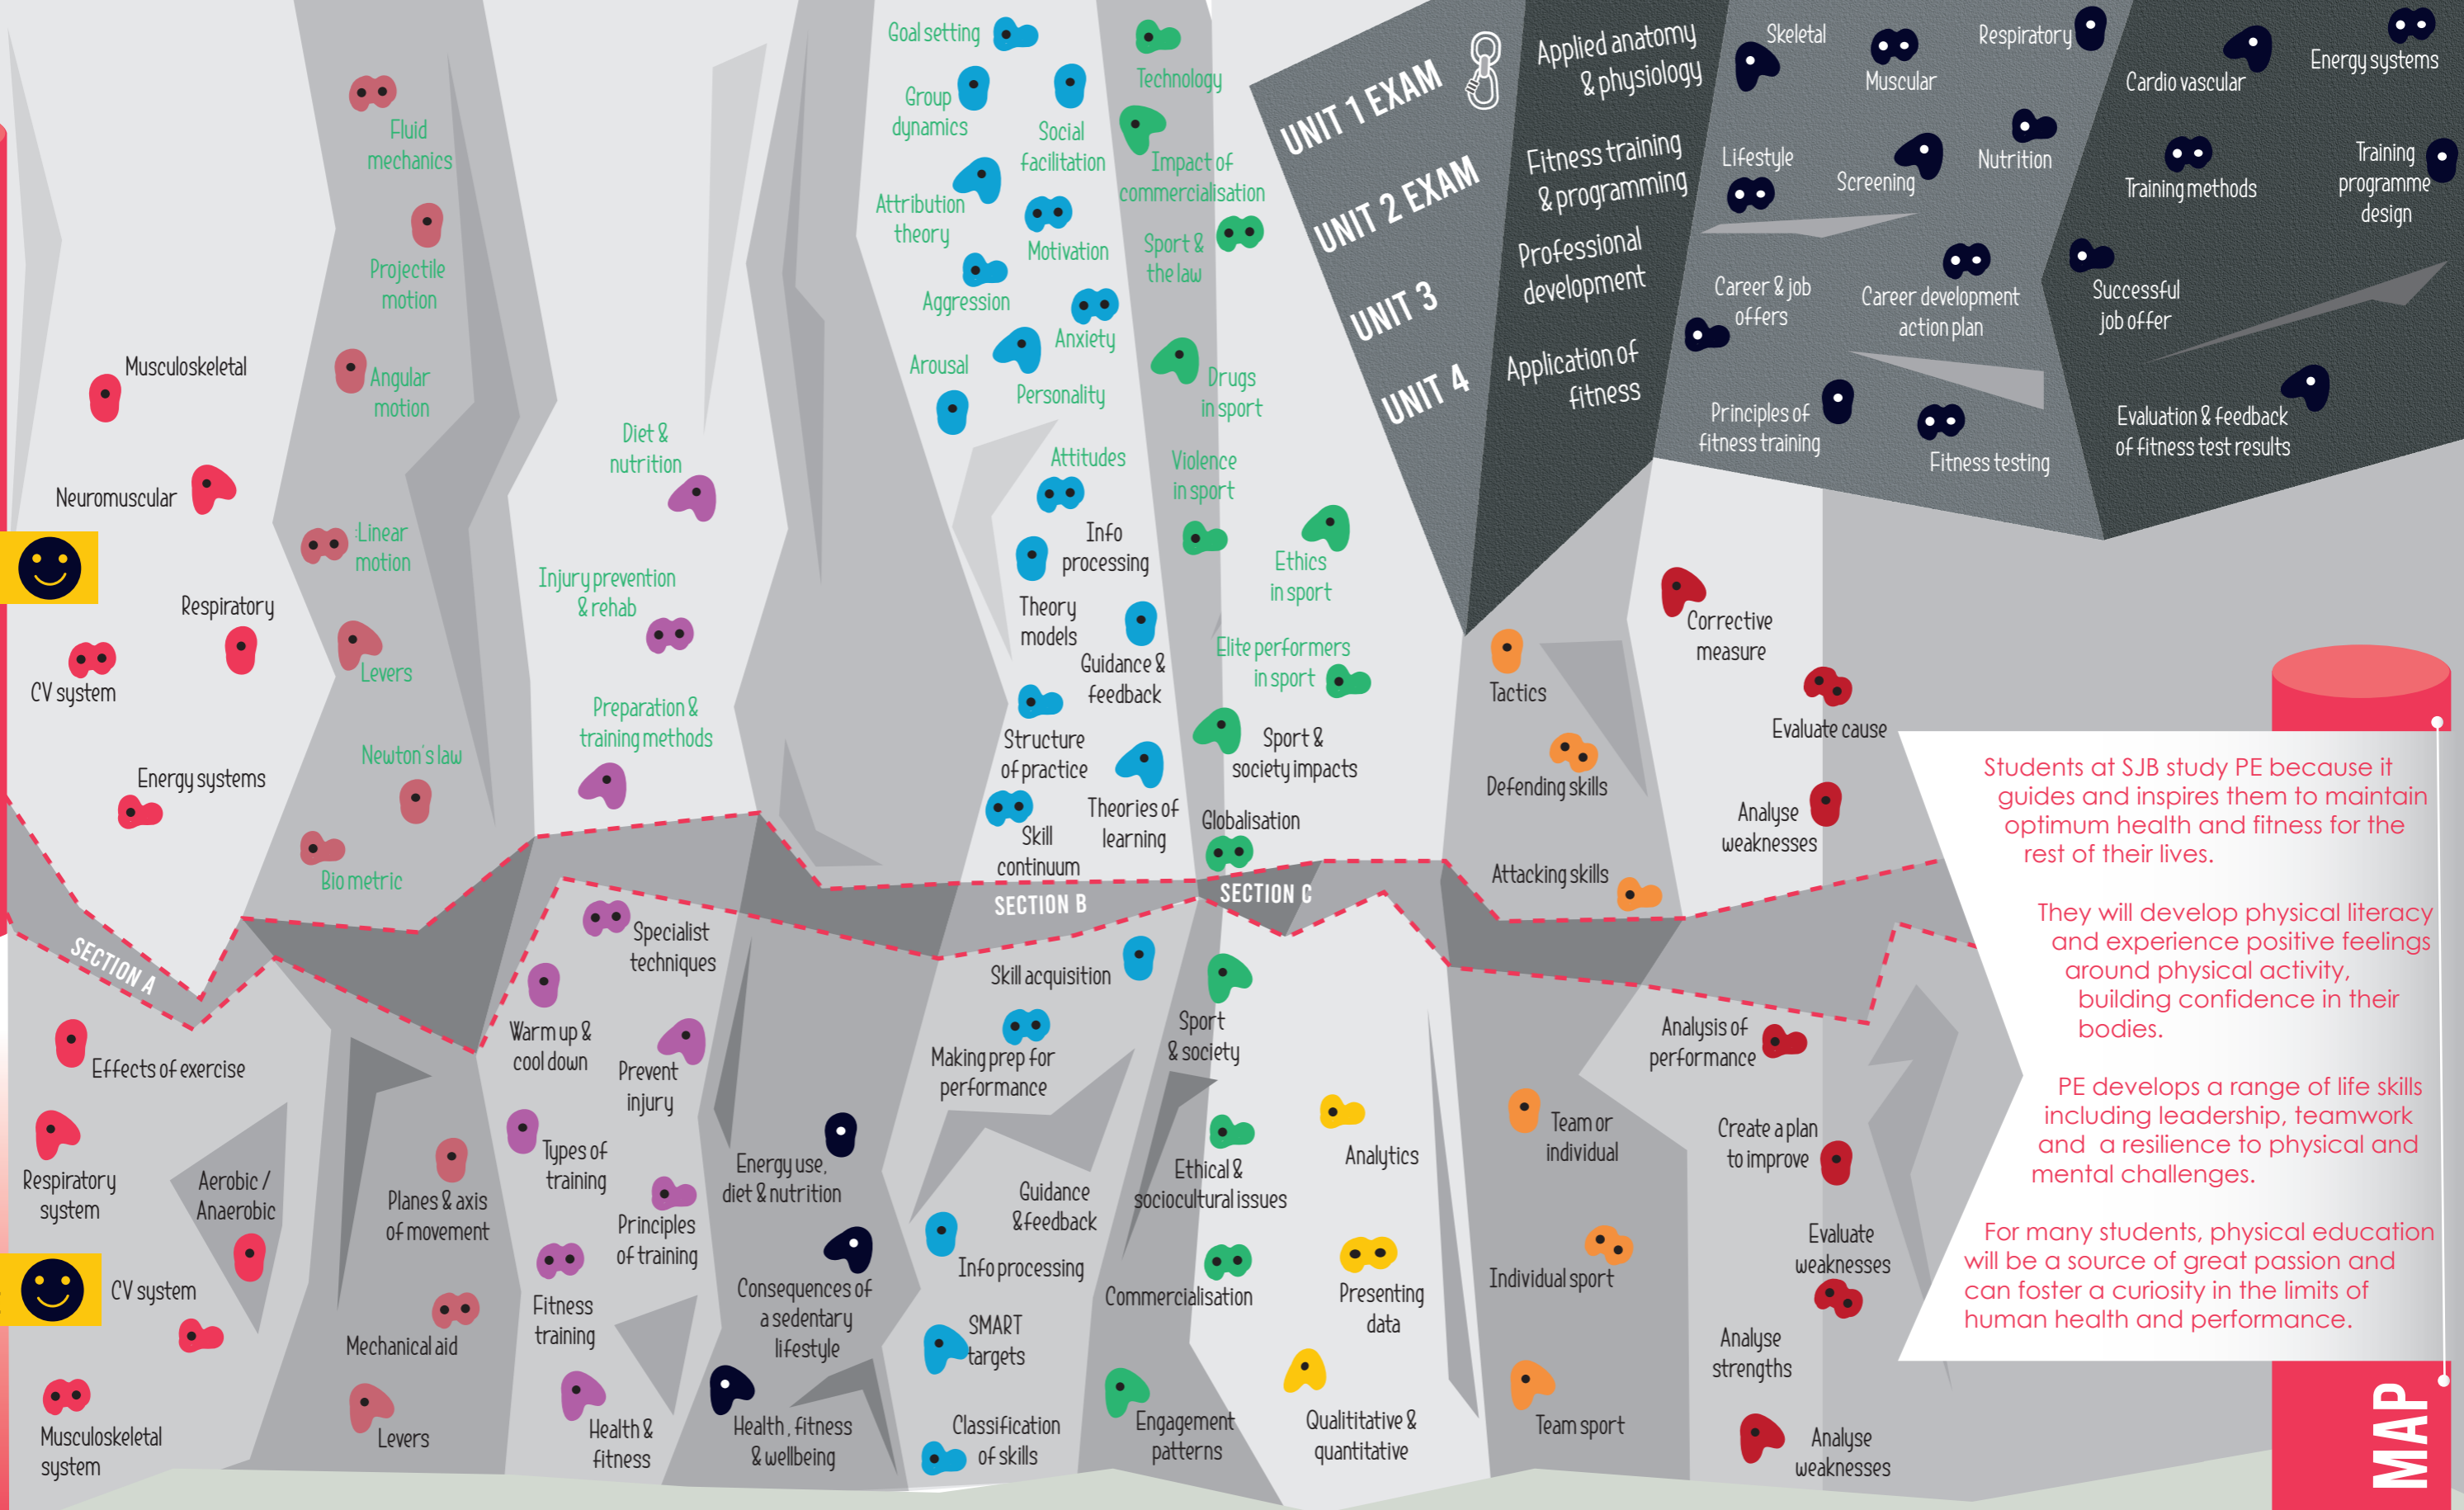 Musculoskeletal
Neuromuscular
Respiratory
CV system
Energy systems
Fluid
mechanics
Projectile
motion
Angular
motion
Linear
motion
Levers
Newton's law
Bio metric
Diet &
nutrition
Injury prevention
& rehab
Preparation &
training methods
Goal setting
Group
dynamics
Social
facilitation
Attribution
theory
Motivation
Aggression
Anxiety
Arousal
Personality
Attitudes
Info
processing
Theory
models
Guidance &
feedback
Structure
of practice
Theories of
learning
Skill
continuum
Technology
Impact of
commercialisation
Sport &
the law
Drugs
in sport
Violence
in sport
Ethics
in sport
Elite performers
in sport
Sport &
society impacts
Globalisation
UNIT 1 EXAM
UNIT 2 EXAM
UNIT 3
UNIT 4
Applied anatomy
& physiology
Fitness training
& programming
Professional
development
Application of
fitness
Skeletal
Muscular
Respiratory
Cardio vascular
Energy systems
Lifestyle
Screening
Nutrition
Training methods
Training
programme
design
Career & job
offers
Career development
action plan
Successful
job offer
Principles of
fitness training
Fitness testing
Evaluation & feedback
of fitness test results
Tactics
Defending skills
Attacking skills
Corrective
measure
Evaluate cause
Analyse
weaknesses
SECTION A
SECTION B
SECTION C
Effects of exercise
Respiratory
system
Aerobic /
Anaerobic
CV system
Musculoskeletal
system
Planes & axis
of movement
Mechanical aid
Levers
Specialist
techniques
Warm up &
cool down
Prevent
injury
Types of
training
Principles
of training
Fitness
training
Health &
fitness
Energy use,
diet & nutrition
Consequences of
a sedentary
lifestyle
Health , fitness
& wellbeing
Skill acquisition
Making prep for
performance
Guidance
&feedback
Info processing
SMART
targets
Classification
of skills
Sport
& society
Ethical &
sociocultural issues
Commercialisation
Engagement
patterns
Analytics
Presenting
data
Qualititative &
quantitative
Team or
individual
Individual sport
Team sport
Analysis of
performance
Create a plan
to improve
Evaluate
weaknesses
Analyse
strengths
Analyse
weaknesses
Students at SJB study PE because it
guides and inspires them to maintain
optimum health and fitness for the
rest of their lives.
They will develop physical literacy
and experience positive feelings
around physical activity,
building confidence in their
bodies.
PE develops a range of life skills
including leadership, teamwork
and a resilience to physical and
mental challenges.
For many students, physical education
will be a source of great passion and
can foster a curiosity in the limits of
human health and performance.
MAP